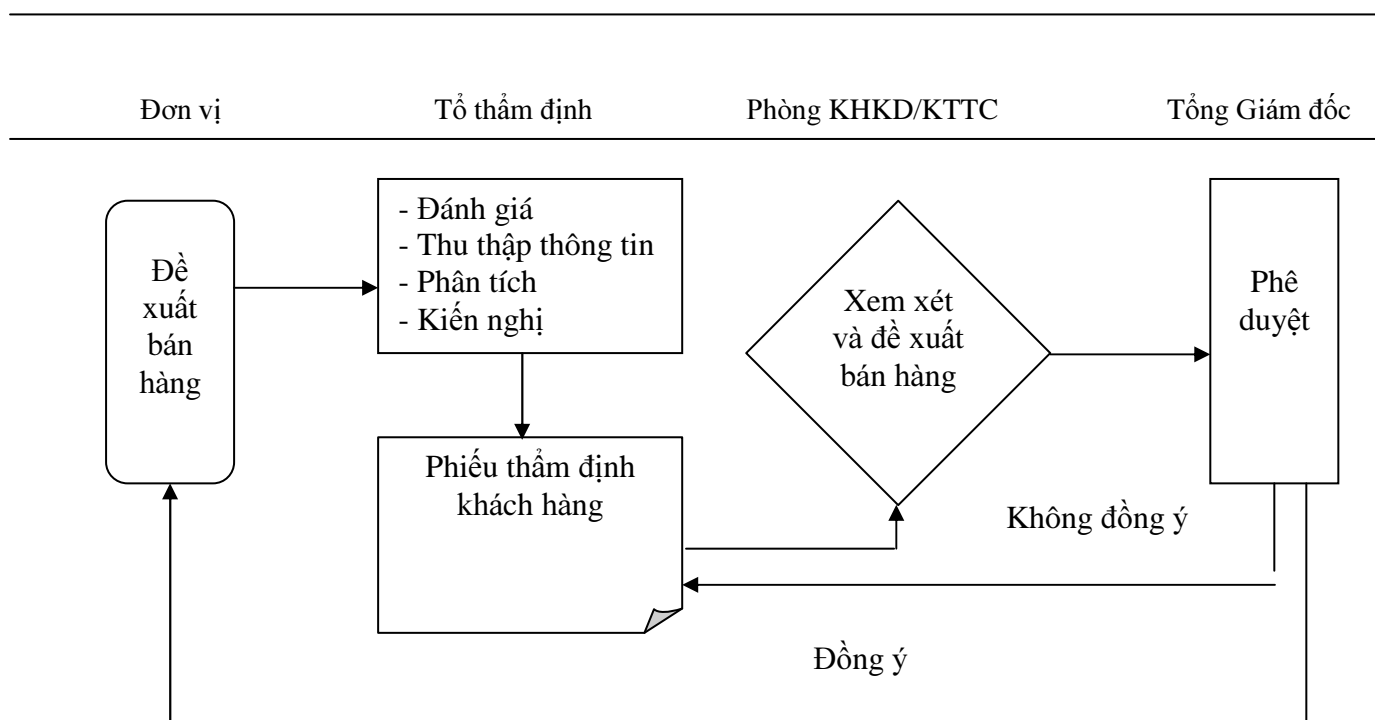 Đơn vị
Tổ thẩm định
Phòng KHKD/KTTC
Tổng Giám đốc
Đề
xuất
bán
hàng
- Đánh giá
- Thu thập thông tin
- Phân tích
- Kiến nghị
Phiếu thẩm định
khách hàng
Xem xét
và đề xuất
bán hàng
Phê
duyệt
Không đồng ý
Đồng ý